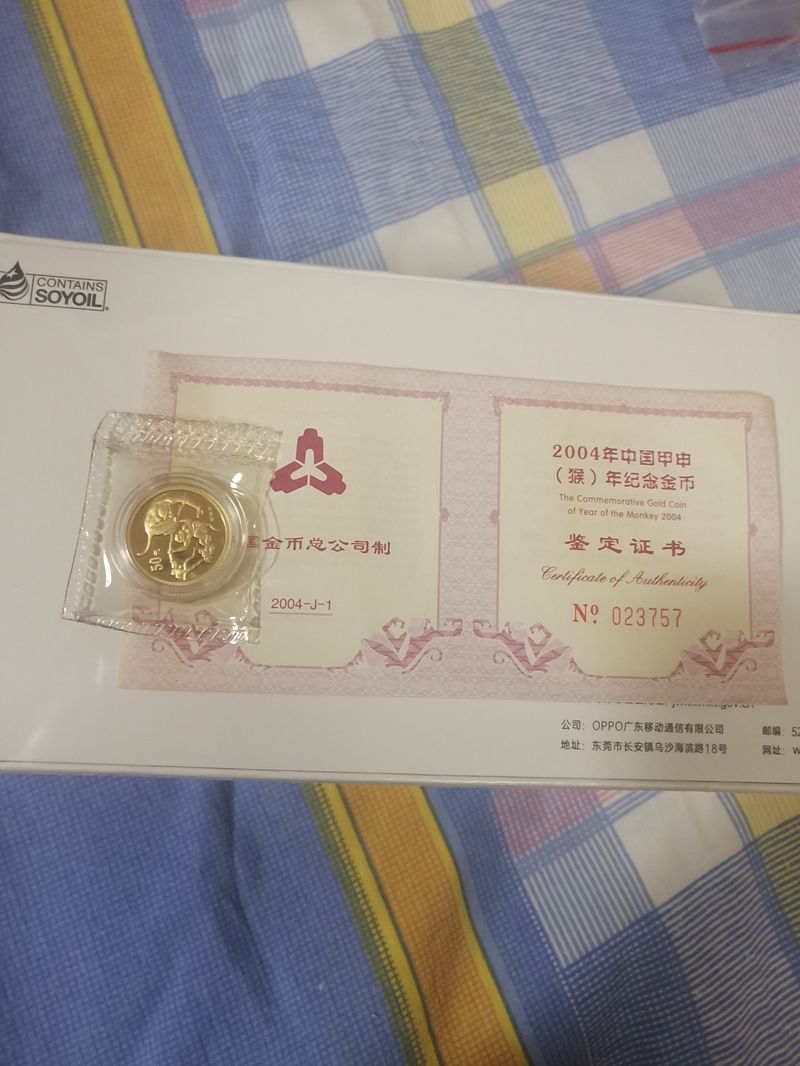 CONTAINS
SOYOIL
国金币总公司制
2004-J-1
50元
2004年中国甲申
（猴）年纪念金币
The Commemorative Gold Coin
of Year of the Monkey 2004
鉴定证书
Certificate of Authenticity
No. 023757
公司：OPPO广东移动通信有限公司
地址：东莞市长安镇乌沙海滨路18号
邮编：52
网址：w